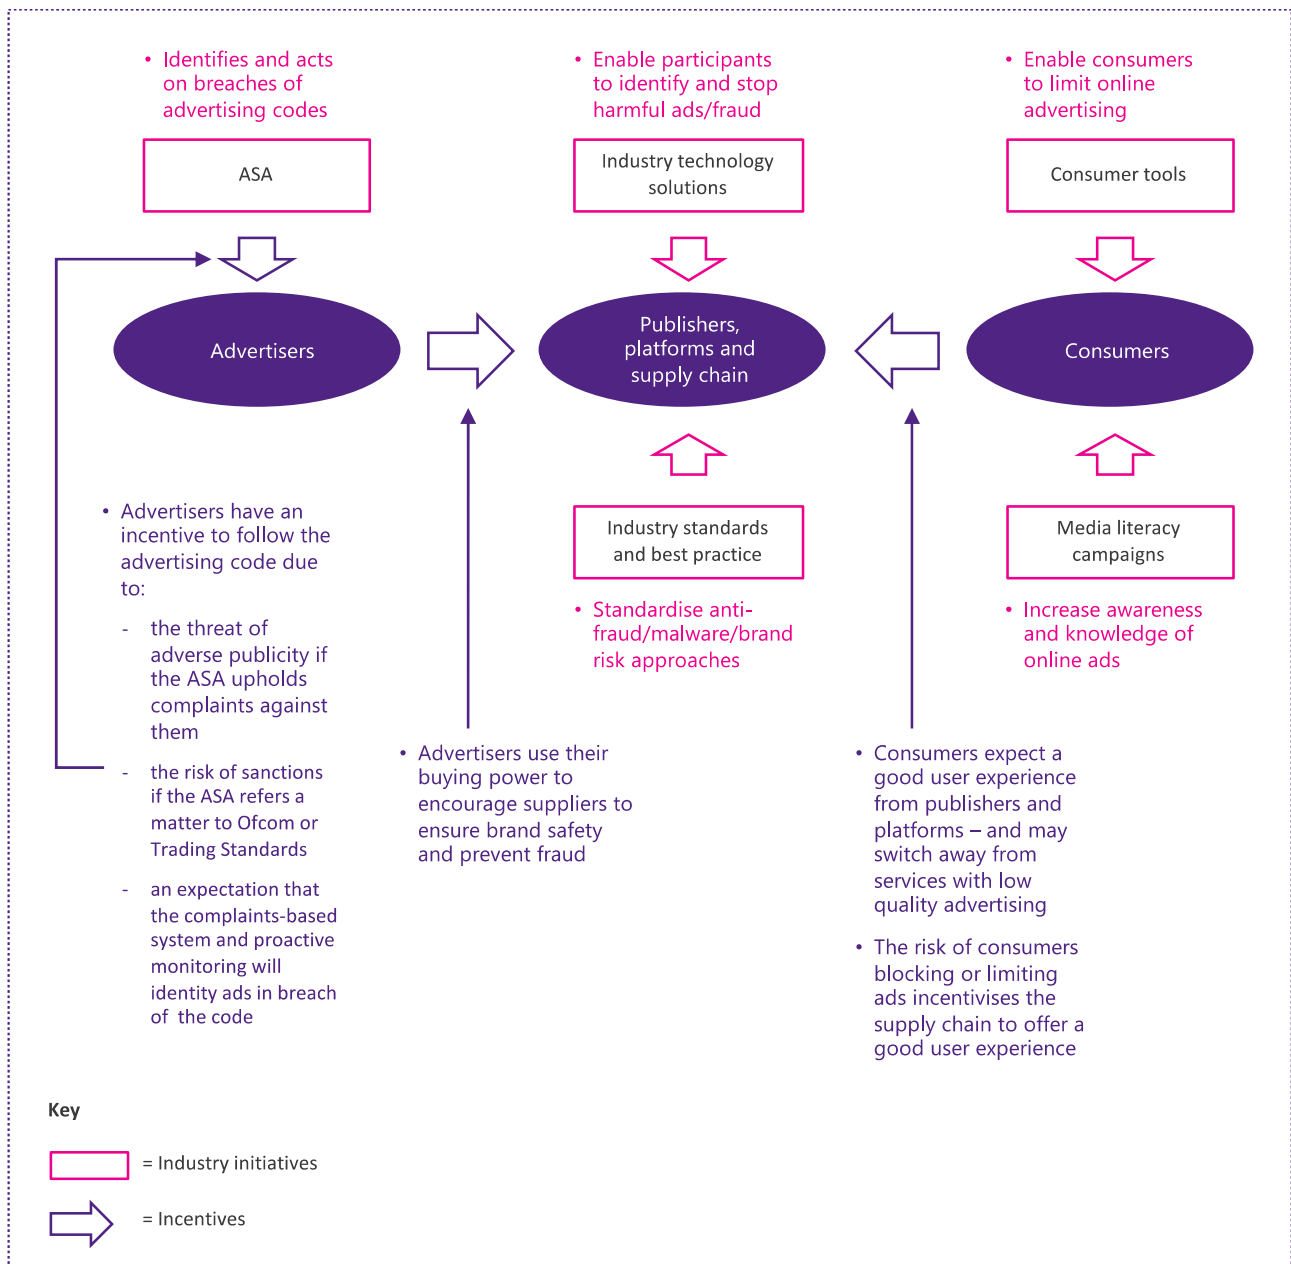 • Identifies and acts
on breaches of
advertising codes
• Enable participants
to identify and stop
harmful ads/fraud
• Enable consumers
to limit online
advertising
ASA
Industry technology
solutions
Consumer tools
Advertisers
Publishers,
platforms and
supply chain
Consumers
Industry standards
and best practice
Media literacy
campaigns
• Standardise anti-
fraud/malware/brand
risk approaches
• Increase awareness
and knowledge of
online ads
• Advertisers have an
incentive to follow the
advertising code due
to:
- the threat of
adverse publicity if
the ASA upholds
complaints against
them
- the risk of sanctions
if the ASA refers a
matter to Ofcom or
Trading Standards
- an expectation that
the complaints-based
system and proactive
monitoring will
identity ads in breach
of the code
• Advertisers use their
buying power to
encourage suppliers to
ensure brand safety
and prevent fraud
• Consumers expect a
good user experience
from publishers and
platforms – and may
switch away from
services with low
quality advertising
• The risk of consumers
blocking or limiting
ads incentivises the
supply chain to offer a
good user experience
Key
= Industry initiatives
= Incentives